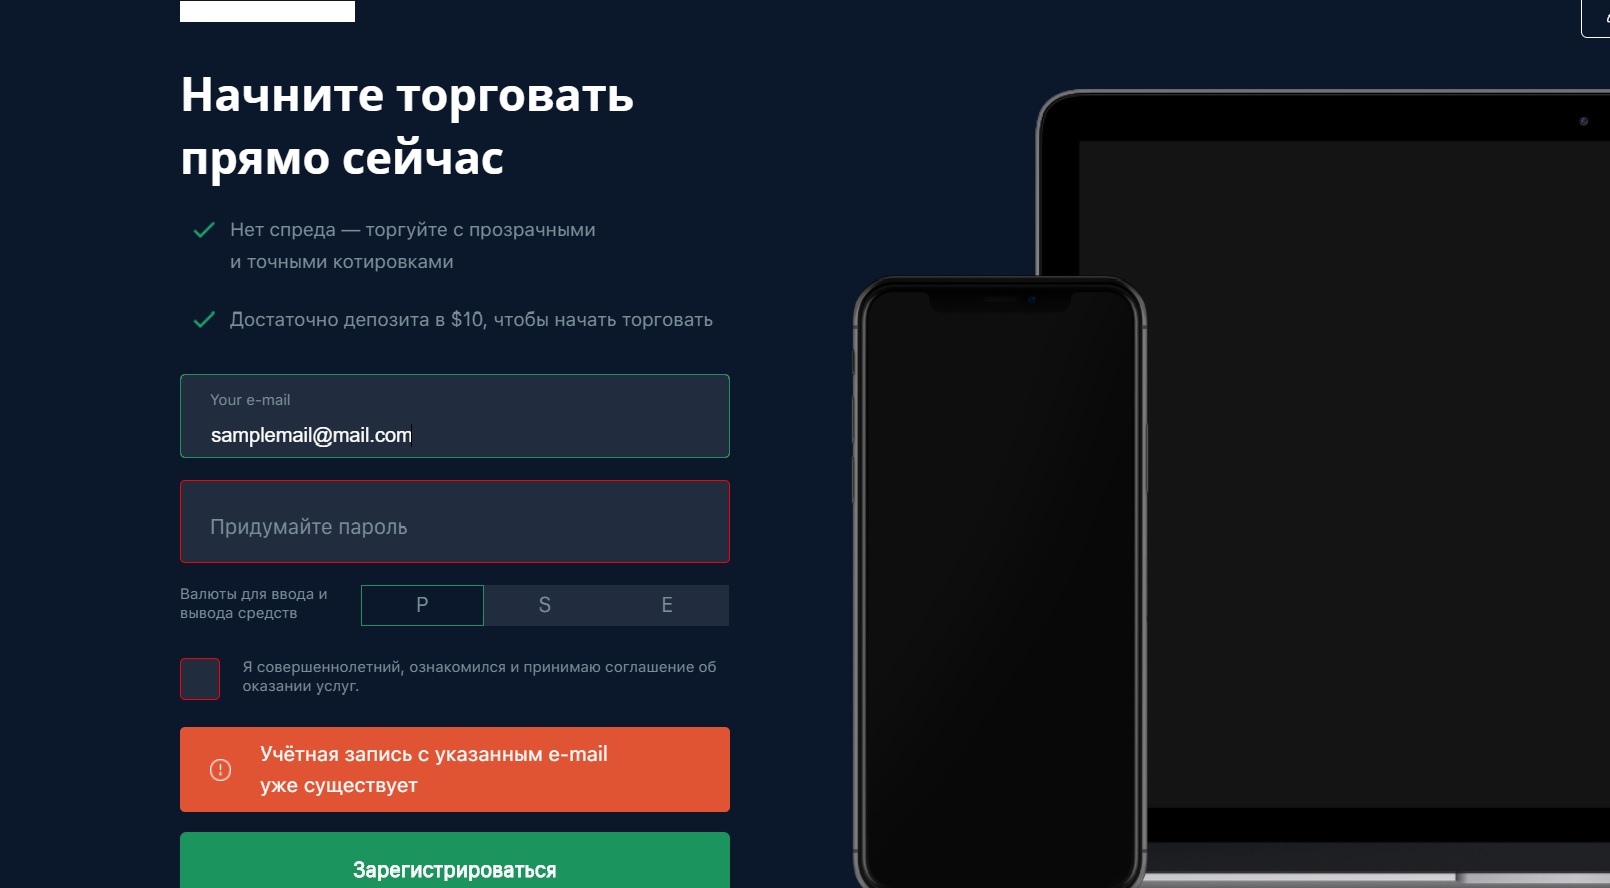 Начните торговать
прямо сейчас
Нет спреда — торгуйте с прозрачными
и точными котировками
Достаточно депозита в $10, чтобы начать торговать
Your e-mail
samplemail@mail.com
Придумайте пароль
Валюты для ввода и
вывода средств
P S E
Я совершеннолетний, ознакомился и принимаю соглашение об
оказании услуг.
Учётная запись с указанным e-mail
уже существует
Зарегистрироваться